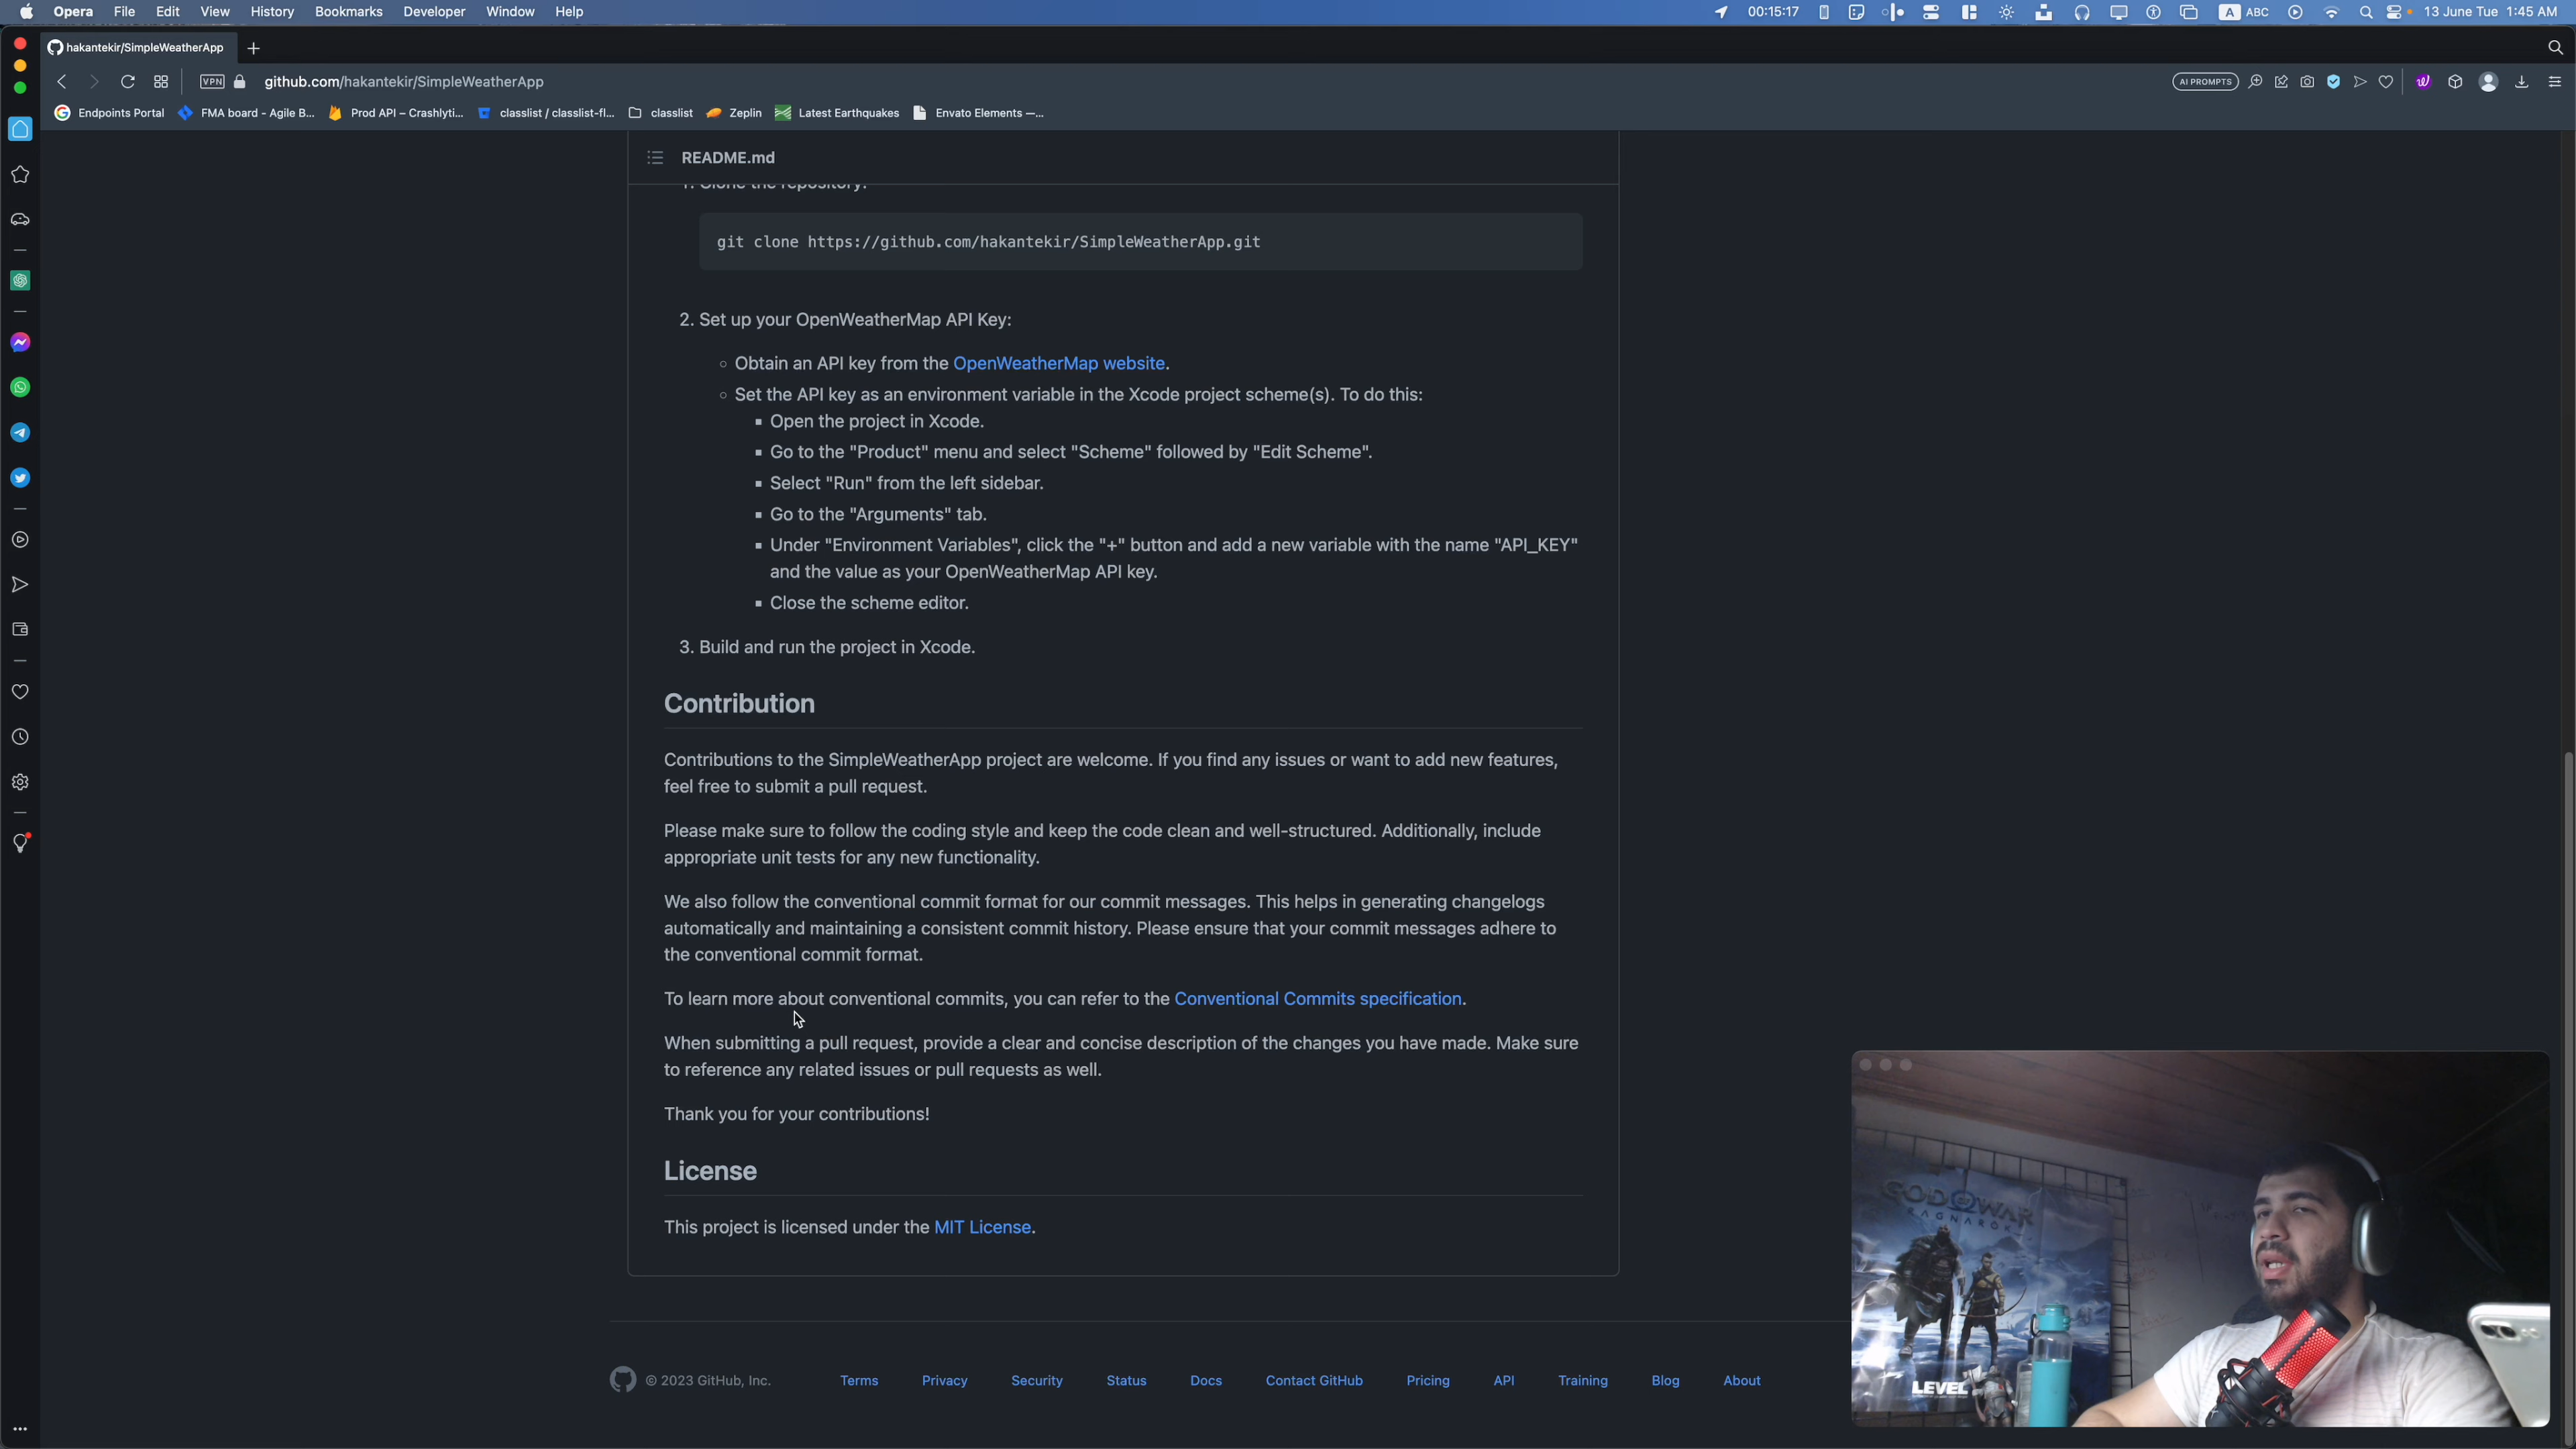 Opera File Edit View History Bookmarks Developer Window Help
00:15:17 A ABC 13 June Tue 1:45 AM
hakantekir/SimpleWeatherApp
VPN github.com/hakantekir/SimpleWeatherApp AI PROMPTS
Endpoints Portal FMA board - Agile B... Prod API – Crashlyti... classlist / classlist-fl... classlist Zeplin Latest Earthquakes Envato Elements —...
README.md
1. Clone the repository:
git clone https://github.com/hakantekir/SimpleWeatherApp.git
2. Set up your OpenWeatherMap API Key:
Obtain an API key from the OpenWeatherMap website.
Set the API key as an environment variable in the Xcode project scheme(s). To do this:
Open the project in Xcode.
Go to the "Product" menu and select "Scheme" followed by "Edit Scheme".
Select "Run" from the left sidebar.
Go to the "Arguments" tab.
Under "Environment Variables", click the "+" button and add a new variable with the name "API_KEY"
and the value as your OpenWeatherMap API key.
Close the scheme editor.
3. Build and run the project in Xcode.
Contribution
Contributions to the SimpleWeatherApp project are welcome. If you find any issues or want to add new features,
feel free to submit a pull request.
Please make sure to follow the coding style and keep the code clean and well-structured. Additionally, include
appropriate unit tests for any new functionality.
We also follow the conventional commit format for our commit messages. This helps in generating changelogs
automatically and maintaining a consistent commit history. Please ensure that your commit messages adhere to
the conventional commit format.
To learn more about conventional commits, you can refer to the Conventional Commits specification.
When submitting a pull request, provide a clear and concise description of the changes you have made. Make sure
to reference any related issues or pull requests as well.
Thank you for your contributions!
License
This project is licensed under the MIT License.
© 2023 GitHub, Inc. Terms Privacy Security Status Docs Contact GitHub Pricing API Training Blog About
GOD OF WAR
RAGNARÖK
LEVEL